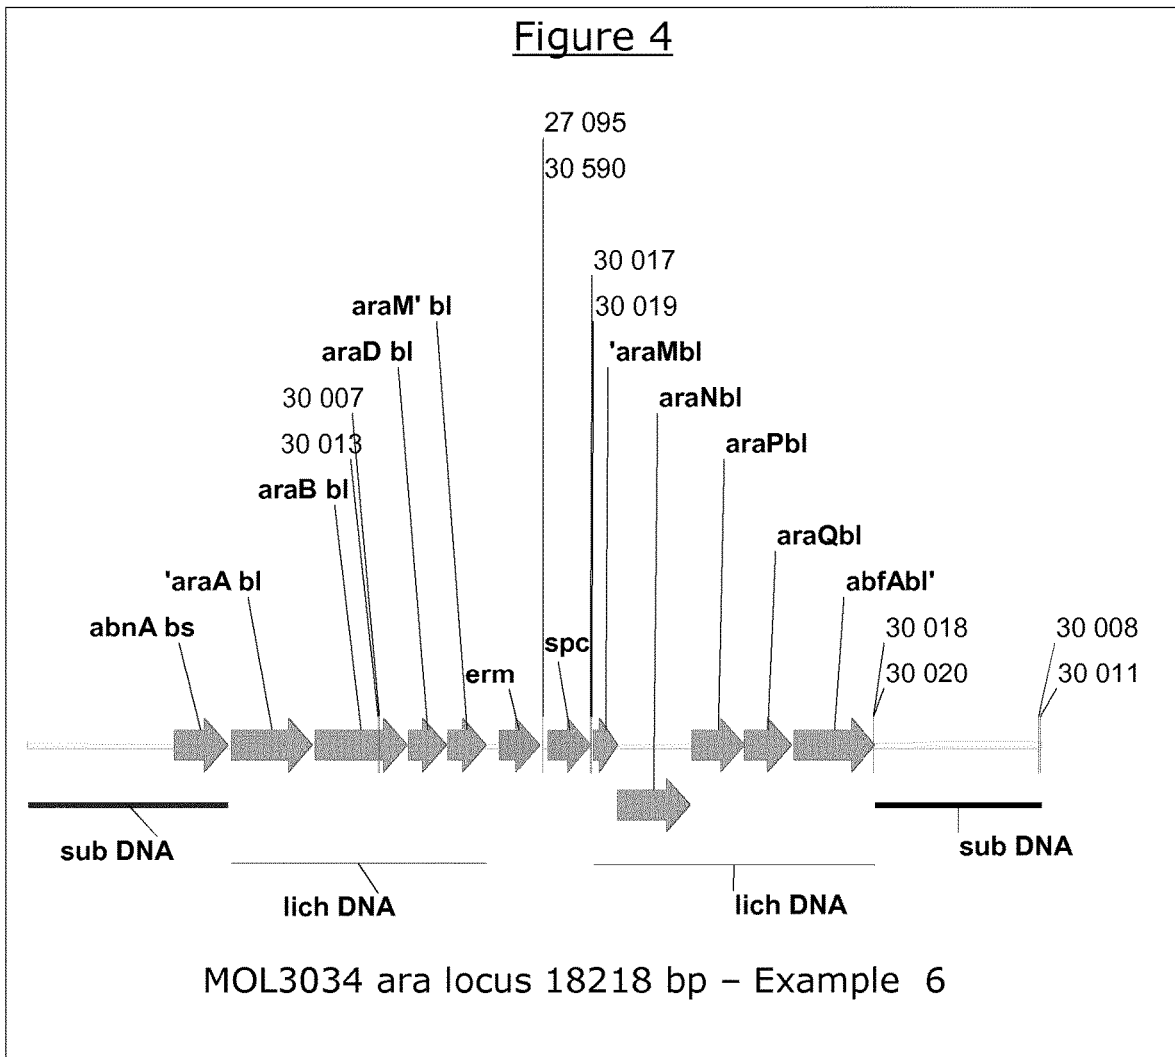 Figure 4
27 095
30 590
30 017
30 019
araM' bl
'araMbl
araD bl
30 007
araNbl
30 013
araPbl
araB bl
araQbl
'araA bl
abfAbl'
abnA bs
30 018
30 008
spc
erm
30 020
30 011
sub DNA
sub DNA
lich DNA
lich DNA
MOL3034 ara locus 18218 bp – Example 6